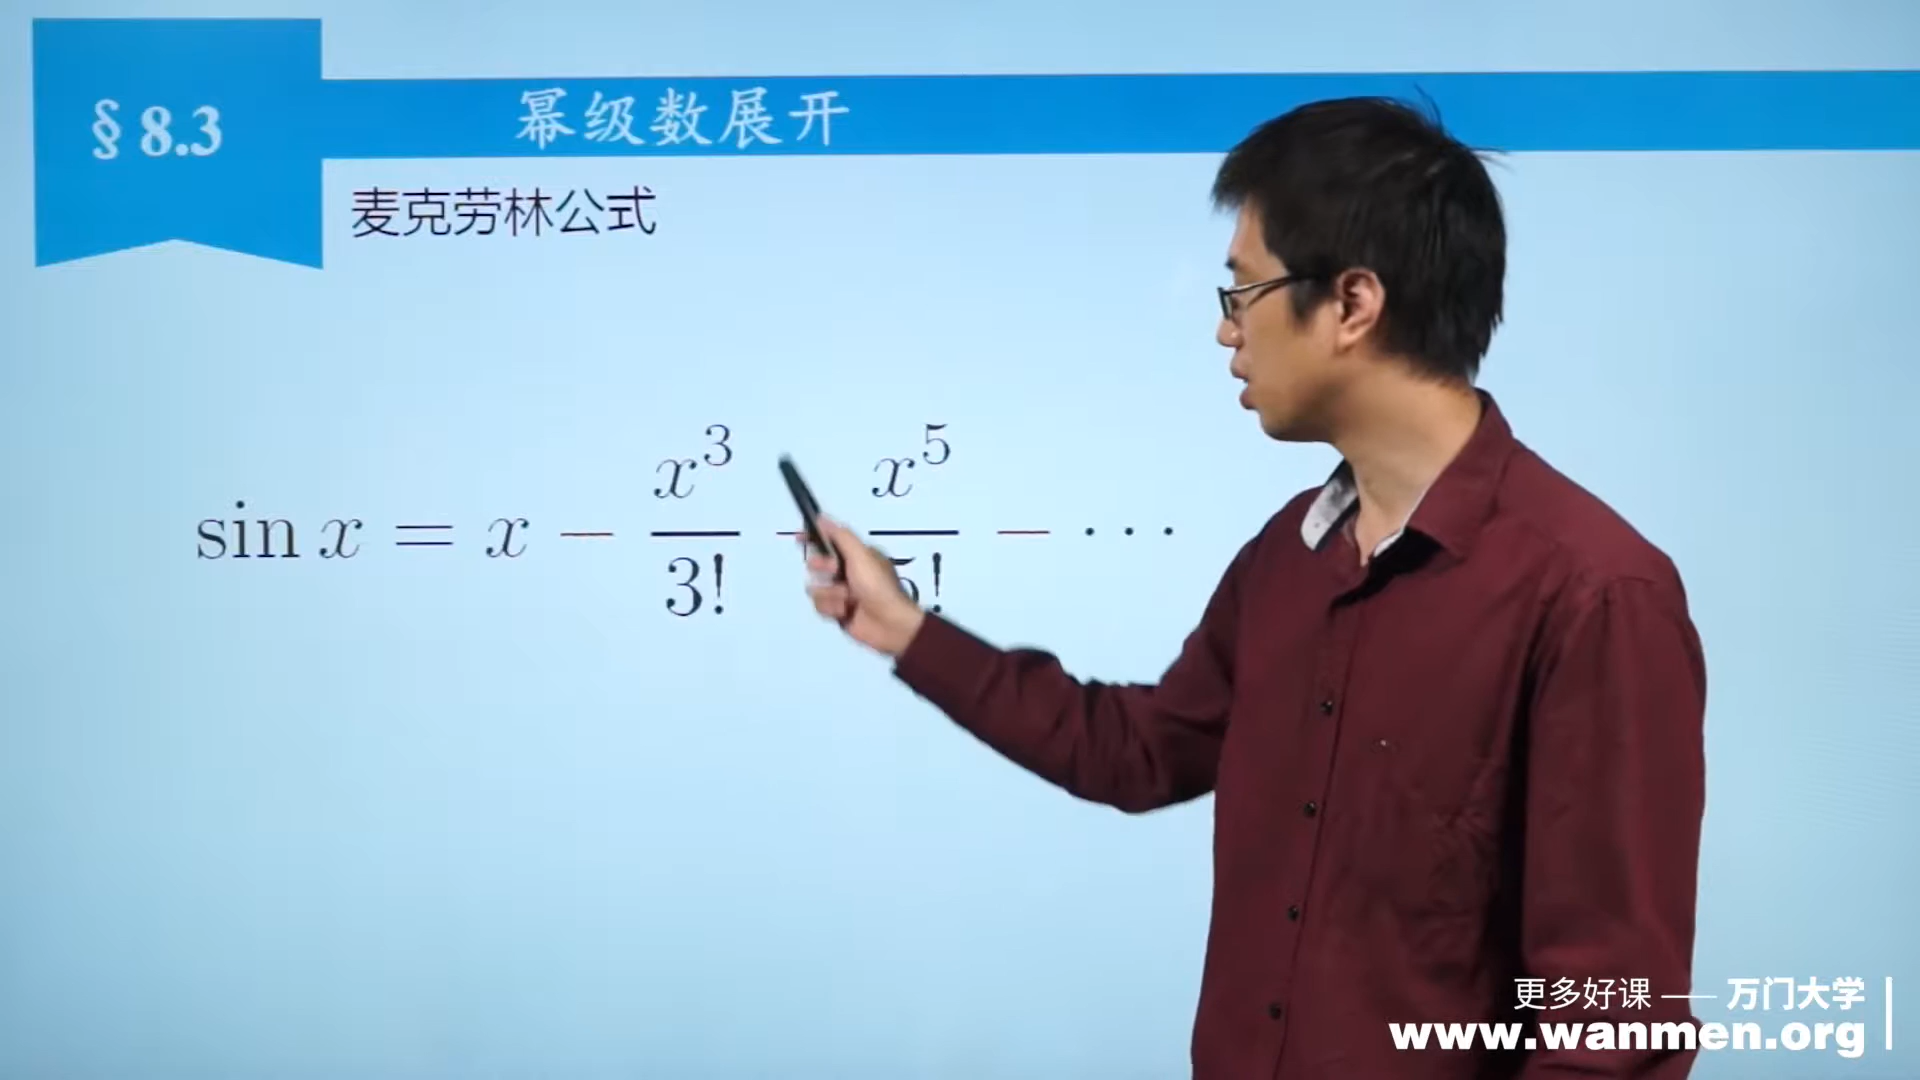 § 8.3
幂级数展开
麦克劳林公式
sin x = x − x³/3! + x⁵/5! − ···
更多好课 —— 万门大学
www.wanmen.org